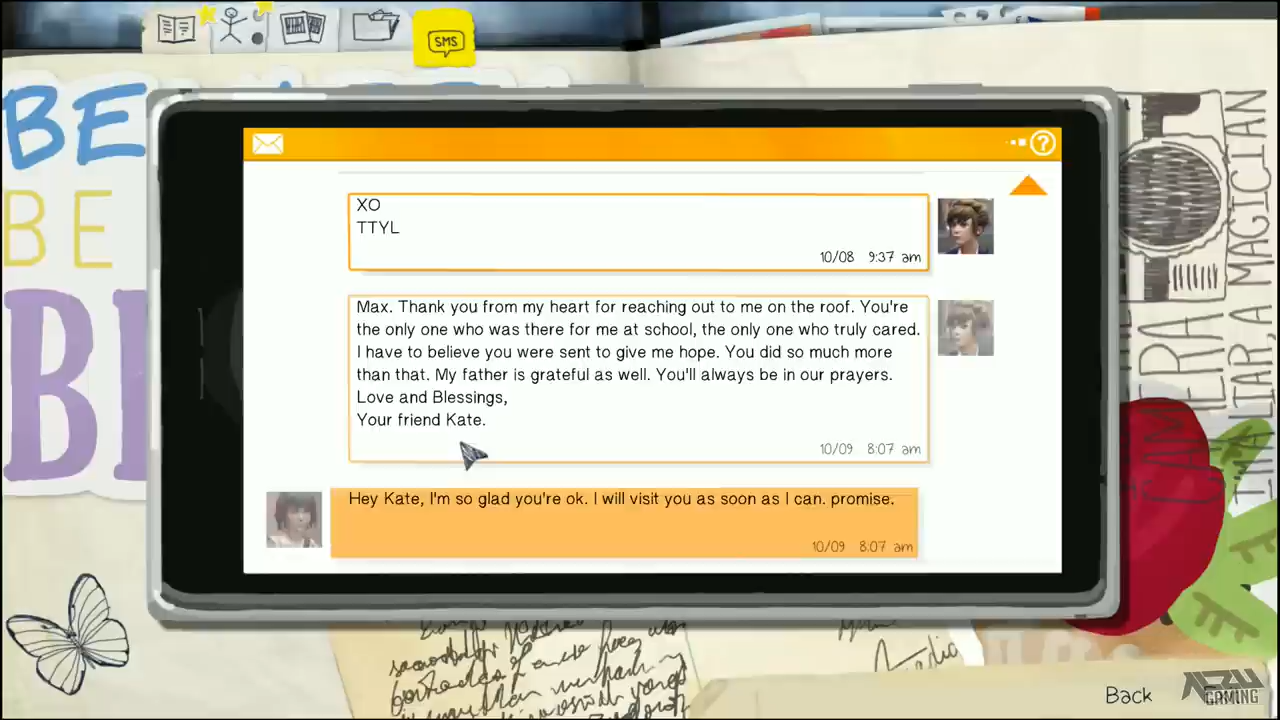 SMS
BE
BE
XO
TTYL
10/08 9:37 am
Max. Thank you from my heart for reaching out to me on the roof. You're
the only one who was there for me at school, the only one who truly cared.
I have to believe you were sent to give me hope. You did so much more
than that. My father is grateful as well. You'll always be in our prayers.
Love and Blessings,
Your friend Kate.
10/09 8:07 am
Hey Kate, I'm so glad you're ok. I will visit you as soon as I can. promise.
10/09 8:07 am
LIAR, A MAGICIAN
Back
GAMING